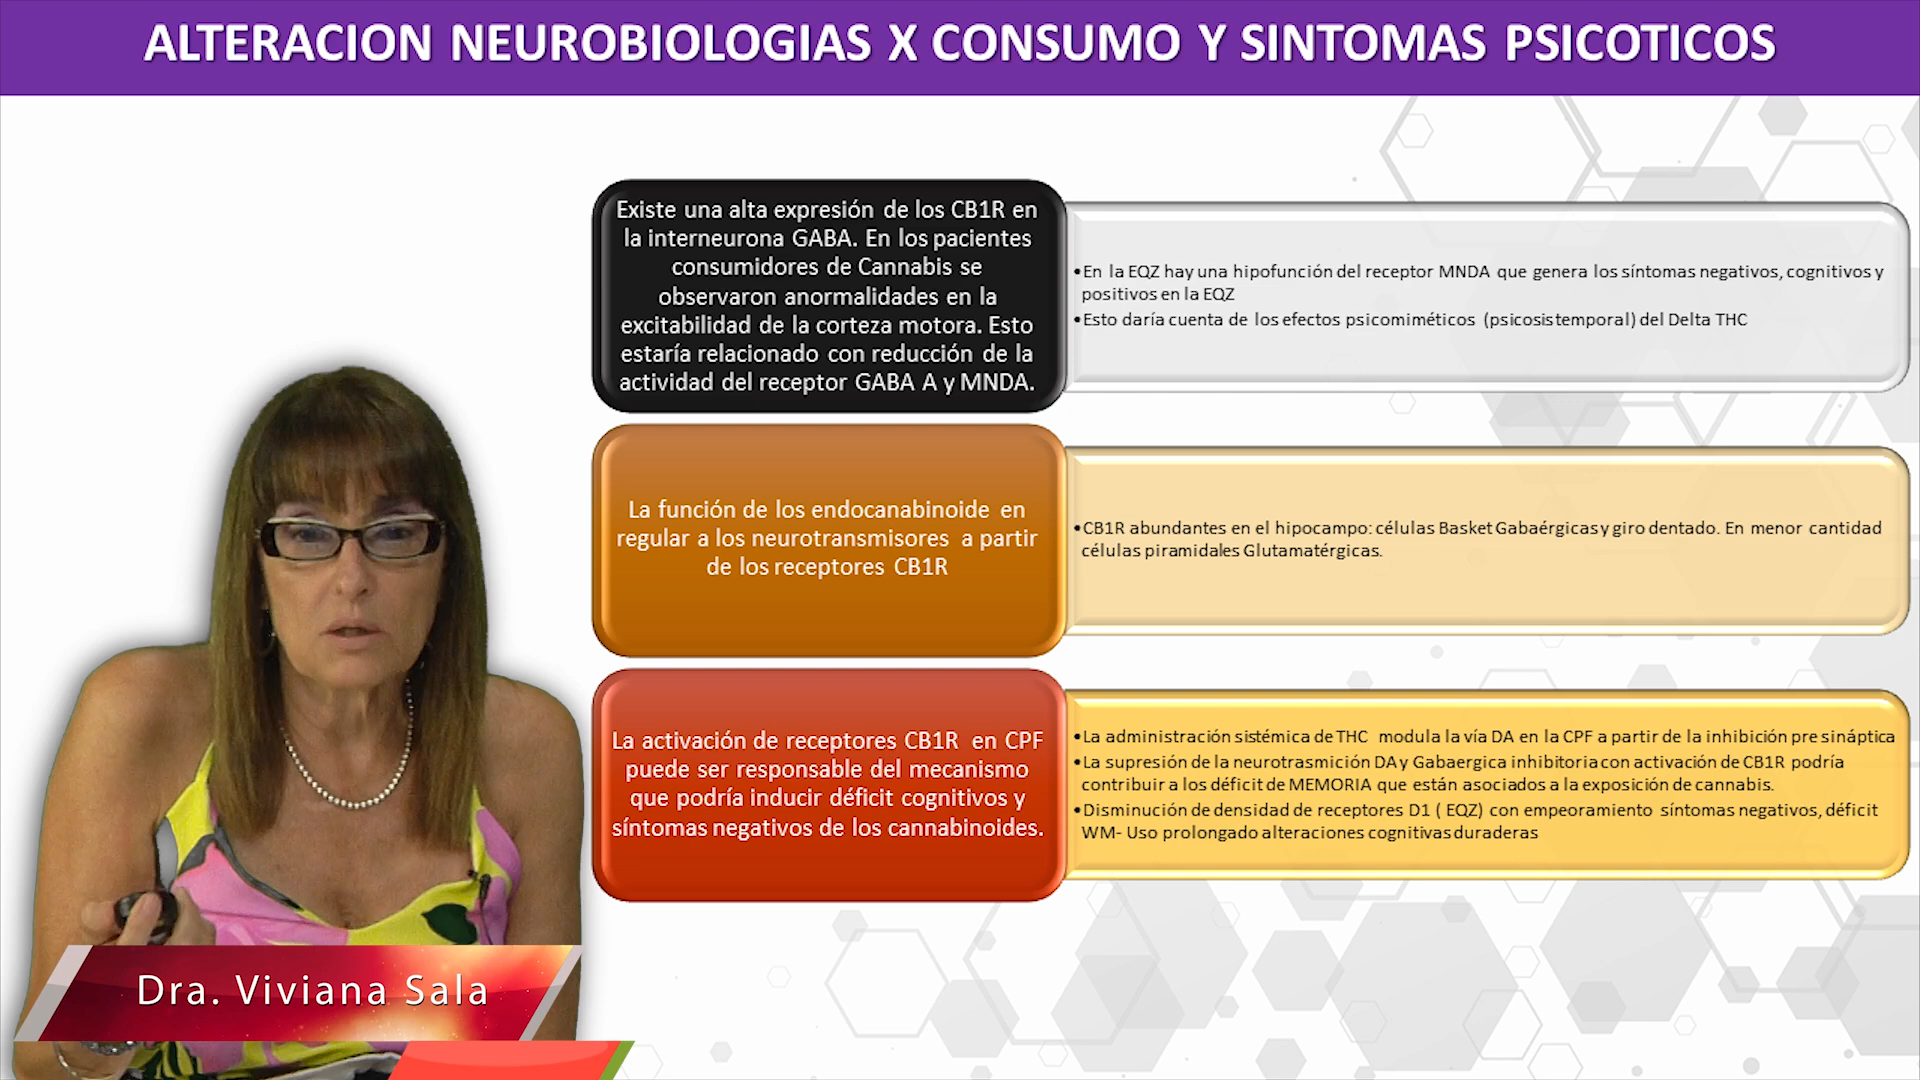 ALTERACION NEUROBIOLOGIAS X CONSUMO Y SINTOMAS PSICOTICOS
Existe una alta expresión de los CB1R en
la interneurona GABA. En los pacientes
consumidores de Cannabis se
observaron anormalidades en la
excitabilidad de la corteza motora. Esto
estaría relacionado con reducción de la
actividad del receptor GABA A y MNDA.
•En la EQZ hay una hipofunción del receptor MNDA que genera los síntomas negativos, cognitivos y
positivos en la EQZ
•Esto daría cuenta de los efectos psicomiméticos (psicosis temporal) del Delta THC
La función de los endocanabinoide en
regular a los neurotransmisores a partir
de los receptores CB1R
•CB1R abundantes en el hipocampo: células Basket Gabaérgicas y giro dentado. En menor cantidad
células piramidales Glutamatérgicas.
La activación de receptores CB1R en CPF
puede ser responsable del mecanismo
que podría inducir déficit cognitivos y
síntomas negativos de los cannabinoides.
•La administración sistémica de THC modula la vía DA en la CPF a partir de la inhibición pre sináptica
•La supresión de la neurotrasmición DA y Gabaergica inhibitoria con activación de CB1R podría
contribuir a los déficit de MEMORIA que están asociados a la exposición de cannabis.
•Disminución de densidad de receptores D1 ( EQZ) con empeoramiento síntomas negativos, déficit
WM- Uso prolongado alteraciones cognitivas duraderas
Dra. Viviana Sala